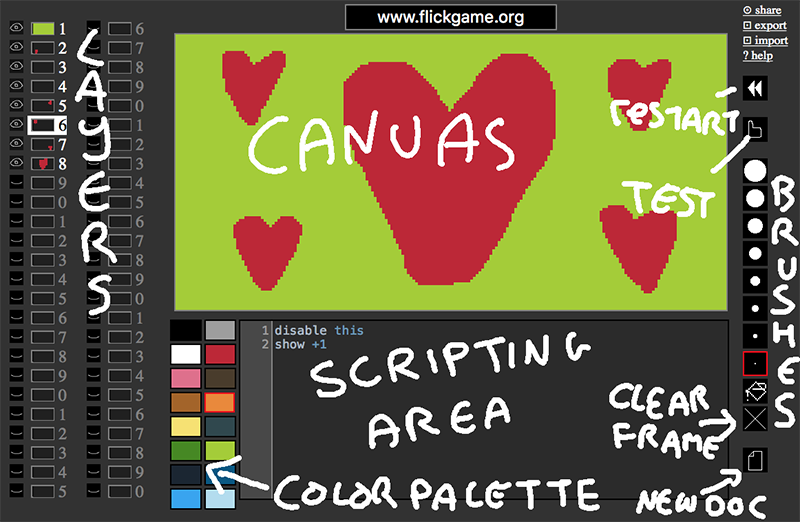 www.flickgame.org
share
export
import
? help
1 6
2 7
3 8
4 9
5 0
6 1
7 2
8 3
9 4
0 5
1 6
2 7
3 8
4 9
5 0
6 1
7 2
8 3
9 4
0 5
1 6
2 7
3 8
4 9
5 0
LAYERS
CANVAS
RESTART
TEST
BRUSHES
1 disable this
2 show +1
SCRIPTING
AREA
CLEAR
FRAME
COLOR PALETTE
NEW DOC